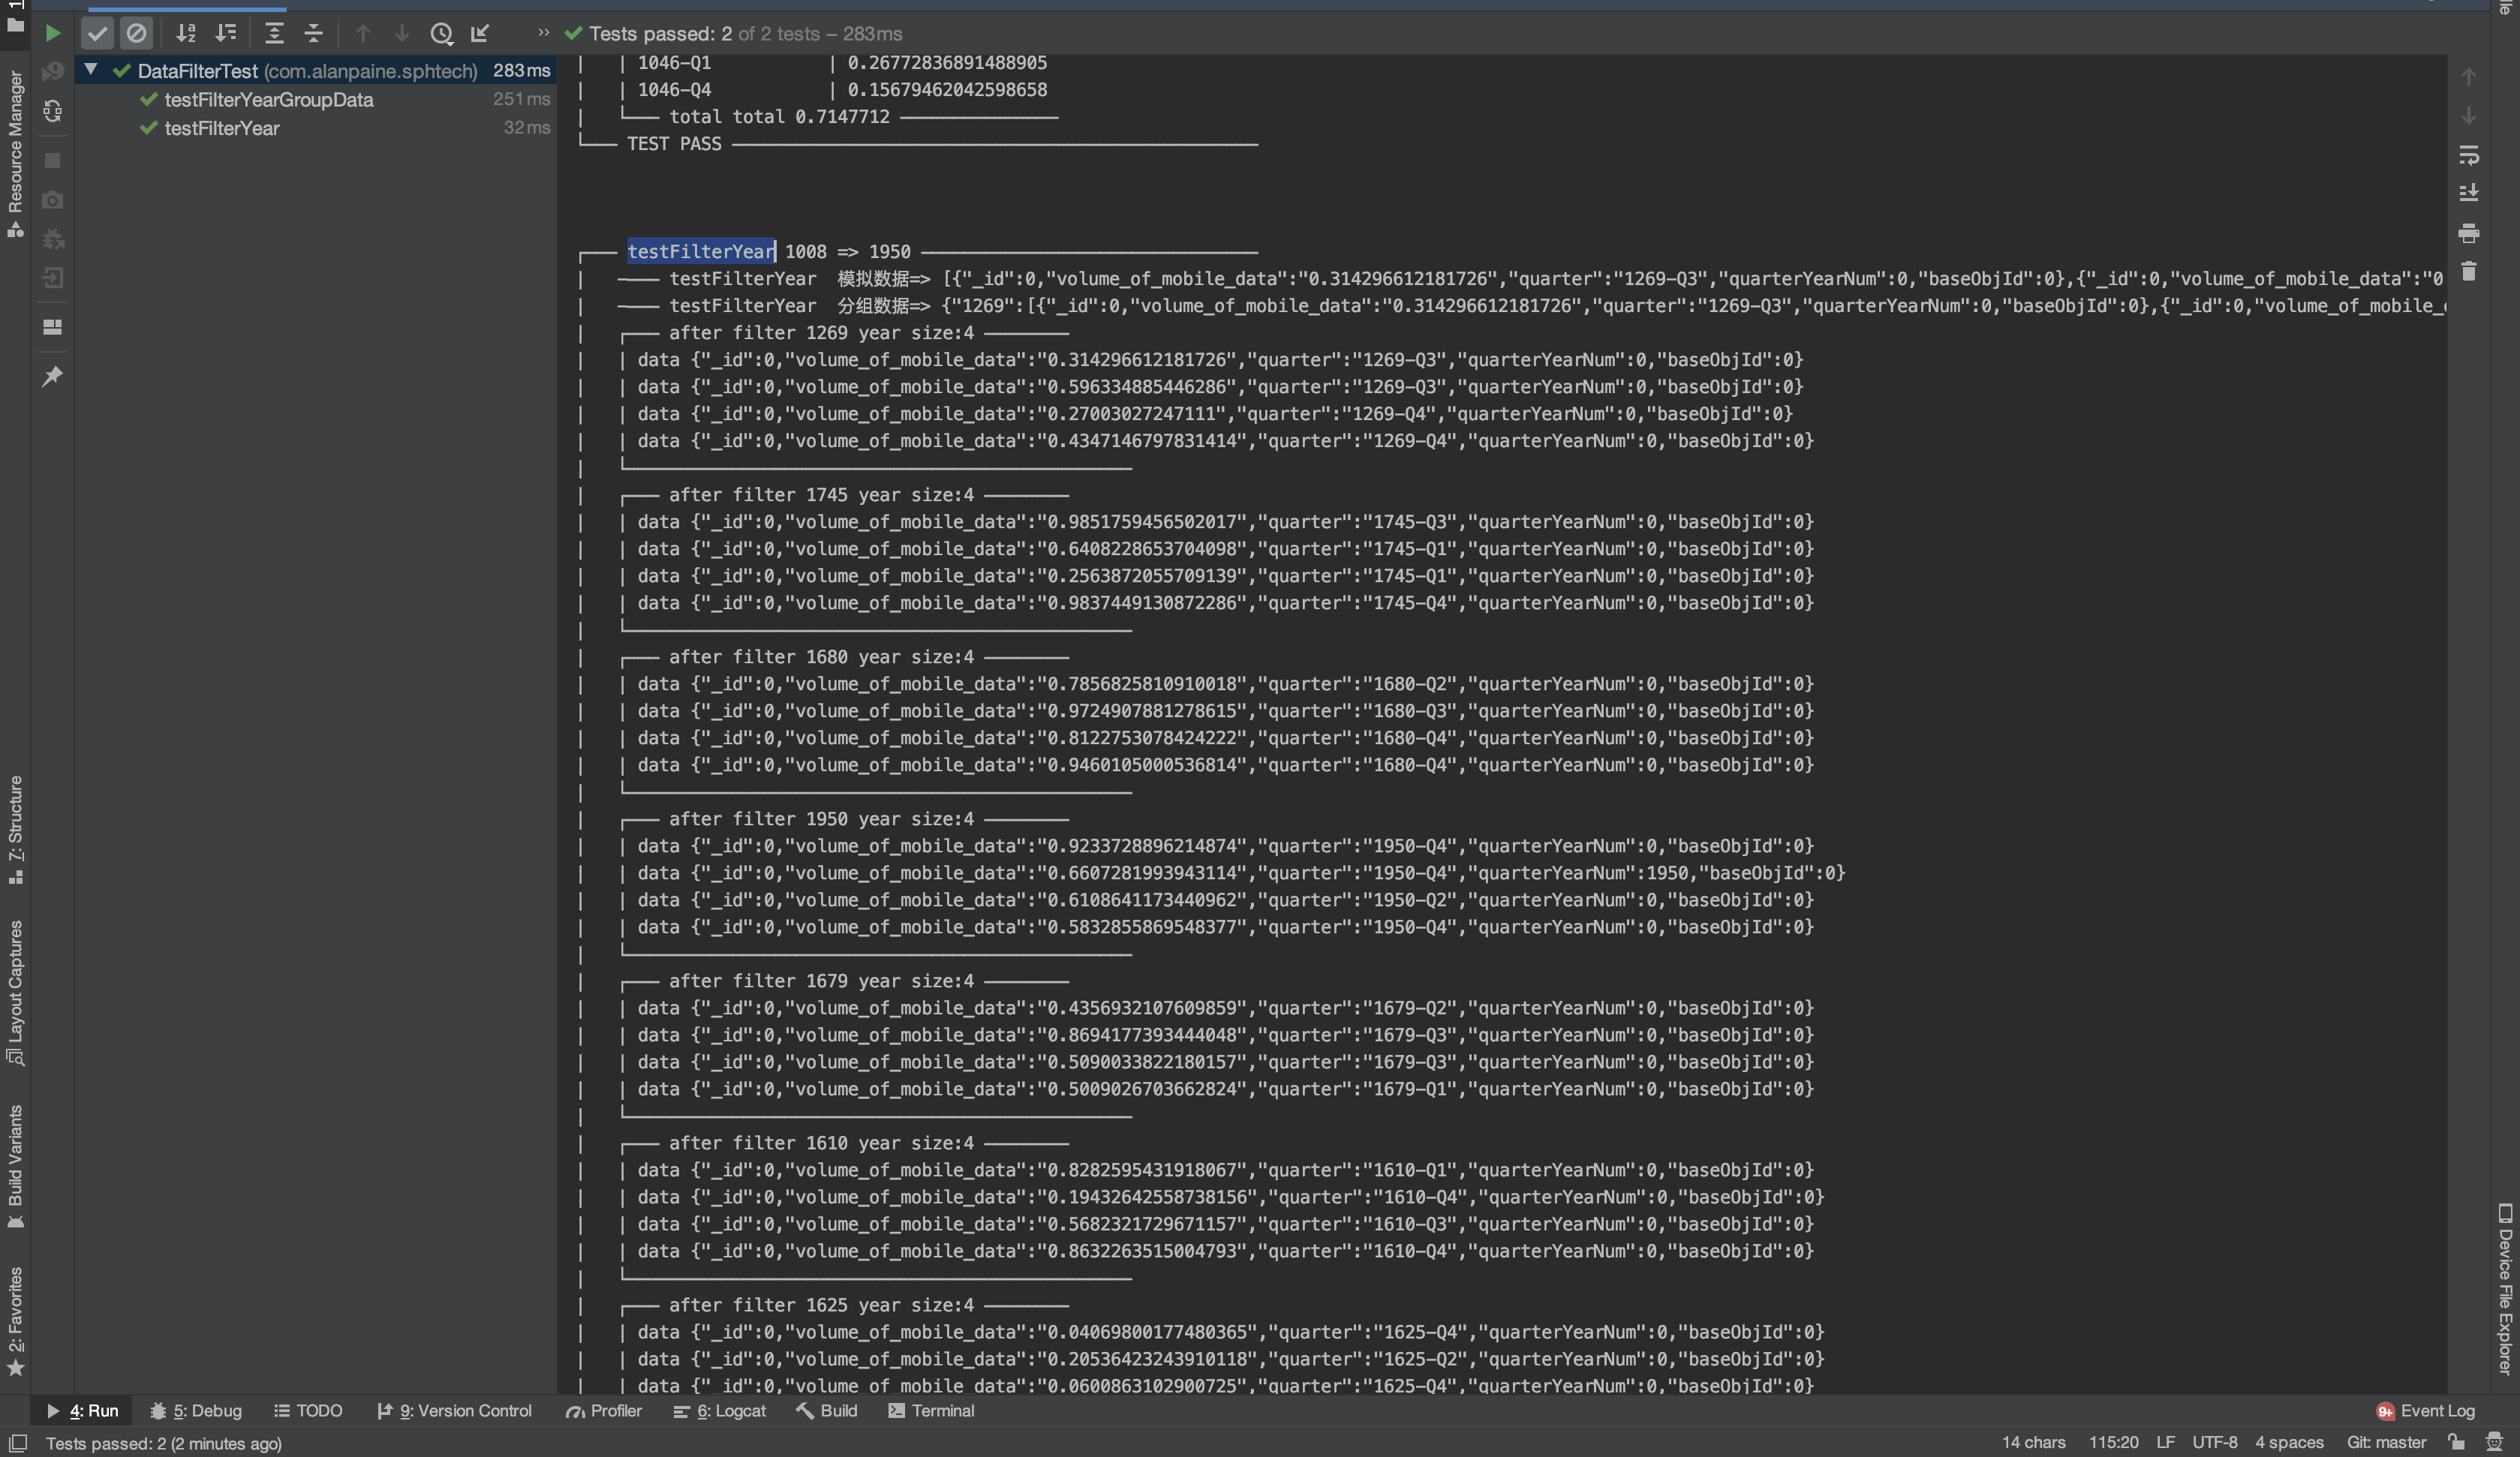 Tests passed: 2 of 2 tests – 283ms
DataFilterTest (com.alanpaine.sphtech) 283ms
testFilterYearGroupData 251ms
testFilterYear 32ms
| | 1046-Q1 | 0.26772836891488905
| | 1046-Q4 | 0.15679462042598658
| └── total total 0.7147712 ───────────────
└─── TEST PASS ──────────────────────────────
┌─── testFilterYear 1008 => 1950 ────────────────────────────────
| ──── testFilterYear 模拟数据=> [{"_id":0,"volume_of_mobile_data":"0.314296612181726","quarter":"1269-Q3","quarterYearNum":0,"baseObjId":0},{"_id":0,"volume_of_mobile_data":"0
| ──── testFilterYear 分组数据=> {"1269":[{"_id":0,"volume_of_mobile_data":"0.314296612181726","quarter":"1269-Q3","quarterYearNum":0,"baseObjId":0},{"_id":0,"volume_of_mobile_
| ┌─── after filter 1269 year size:4 ────────
| | data {"_id":0,"volume_of_mobile_data":"0.314296612181726","quarter":"1269-Q3","quarterYearNum":0,"baseObjId":0}
| | data {"_id":0,"volume_of_mobile_data":"0.596334885446286","quarter":"1269-Q3","quarterYearNum":0,"baseObjId":0}
| | data {"_id":0,"volume_of_mobile_data":"0.27003027247111","quarter":"1269-Q4","quarterYearNum":0,"baseObjId":0}
| | data {"_id":0,"volume_of_mobile_data":"0.4347146797831414","quarter":"1269-Q4","quarterYearNum":0,"baseObjId":0}
| ┌─── after filter 1745 year size:4 ────────
| | data {"_id":0,"volume_of_mobile_data":"0.9851759456502017","quarter":"1745-Q3","quarterYearNum":0,"baseObjId":0}
| | data {"_id":0,"volume_of_mobile_data":"0.6408228653704098","quarter":"1745-Q1","quarterYearNum":0,"baseObjId":0}
| | data {"_id":0,"volume_of_mobile_data":"0.2563872055709139","quarter":"1745-Q1","quarterYearNum":0,"baseObjId":0}
| | data {"_id":0,"volume_of_mobile_data":"0.9837449130872286","quarter":"1745-Q4","quarterYearNum":0,"baseObjId":0}
| ┌─── after filter 1680 year size:4 ────────
| | data {"_id":0,"volume_of_mobile_data":"0.7856825810910018","quarter":"1680-Q2","quarterYearNum":0,"baseObjId":0}
| | data {"_id":0,"volume_of_mobile_data":"0.9724907881278615","quarter":"1680-Q3","quarterYearNum":0,"baseObjId":0}
| | data {"_id":0,"volume_of_mobile_data":"0.8122753078424222","quarter":"1680-Q4","quarterYearNum":0,"baseObjId":0}
| | data {"_id":0,"volume_of_mobile_data":"0.9460105000536814","quarter":"1680-Q4","quarterYearNum":0,"baseObjId":0}
| ┌─── after filter 1950 year size:4 ────────
| | data {"_id":0,"volume_of_mobile_data":"0.9233728896214874","quarter":"1950-Q4","quarterYearNum":0,"baseObjId":0}
| | data {"_id":0,"volume_of_mobile_data":"0.6607281993943114","quarter":"1950-Q4","quarterYearNum":1950,"baseObjId":0}
| | data {"_id":0,"volume_of_mobile_data":"0.6108641173440962","quarter":"1950-Q2","quarterYearNum":0,"baseObjId":0}
| | data {"_id":0,"volume_of_mobile_data":"0.5832855869548377","quarter":"1950-Q4","quarterYearNum":0,"baseObjId":0}
| ┌─── after filter 1679 year size:4 ────────
| | data {"_id":0,"volume_of_mobile_data":"0.4356932107609859","quarter":"1679-Q2","quarterYearNum":0,"baseObjId":0}
| | data {"_id":0,"volume_of_mobile_data":"0.8694177393444048","quarter":"1679-Q3","quarterYearNum":0,"baseObjId":0}
| | data {"_id":0,"volume_of_mobile_data":"0.5090033822180157","quarter":"1679-Q3","quarterYearNum":0,"baseObjId":0}
| | data {"_id":0,"volume_of_mobile_data":"0.5009026703662824","quarter":"1679-Q1","quarterYearNum":0,"baseObjId":0}
| ┌─── after filter 1610 year size:4 ────────
| | data {"_id":0,"volume_of_mobile_data":"0.8282595431918067","quarter":"1610-Q1","quarterYearNum":0,"baseObjId":0}
| | data {"_id":0,"volume_of_mobile_data":"0.19432642558738156","quarter":"1610-Q4","quarterYearNum":0,"baseObjId":0}
| | data {"_id":0,"volume_of_mobile_data":"0.5682321729671157","quarter":"1610-Q3","quarterYearNum":0,"baseObjId":0}
| | data {"_id":0,"volume_of_mobile_data":"0.8632263515004793","quarter":"1610-Q4","quarterYearNum":0,"baseObjId":0}
| ┌─── after filter 1625 year size:4 ────────
| | data {"_id":0,"volume_of_mobile_data":"0.04069800177480365","quarter":"1625-Q4","quarterYearNum":0,"baseObjId":0}
| | data {"_id":0,"volume_of_mobile_data":"0.20536423243910118","quarter":"1625-Q2","quarterYearNum":0,"baseObjId":0}
| | data {"_id":0,"volume_of_mobile_data":"0.0600863102900725","quarter":"1625-Q4","quarterYearNum":0,"baseObjId":0}
Resource Manager
7: Structure
Layout Captures
Build Variants
2: Favorites
Device File Explorer
4: Run 5: Debug TODO 9: Version Control Profiler 6: Logcat Build Terminal 9+ Event Log
Tests passed: 2 (2 minutes ago) 14 chars 115:20 LF UTF-8 4 spaces Git: master